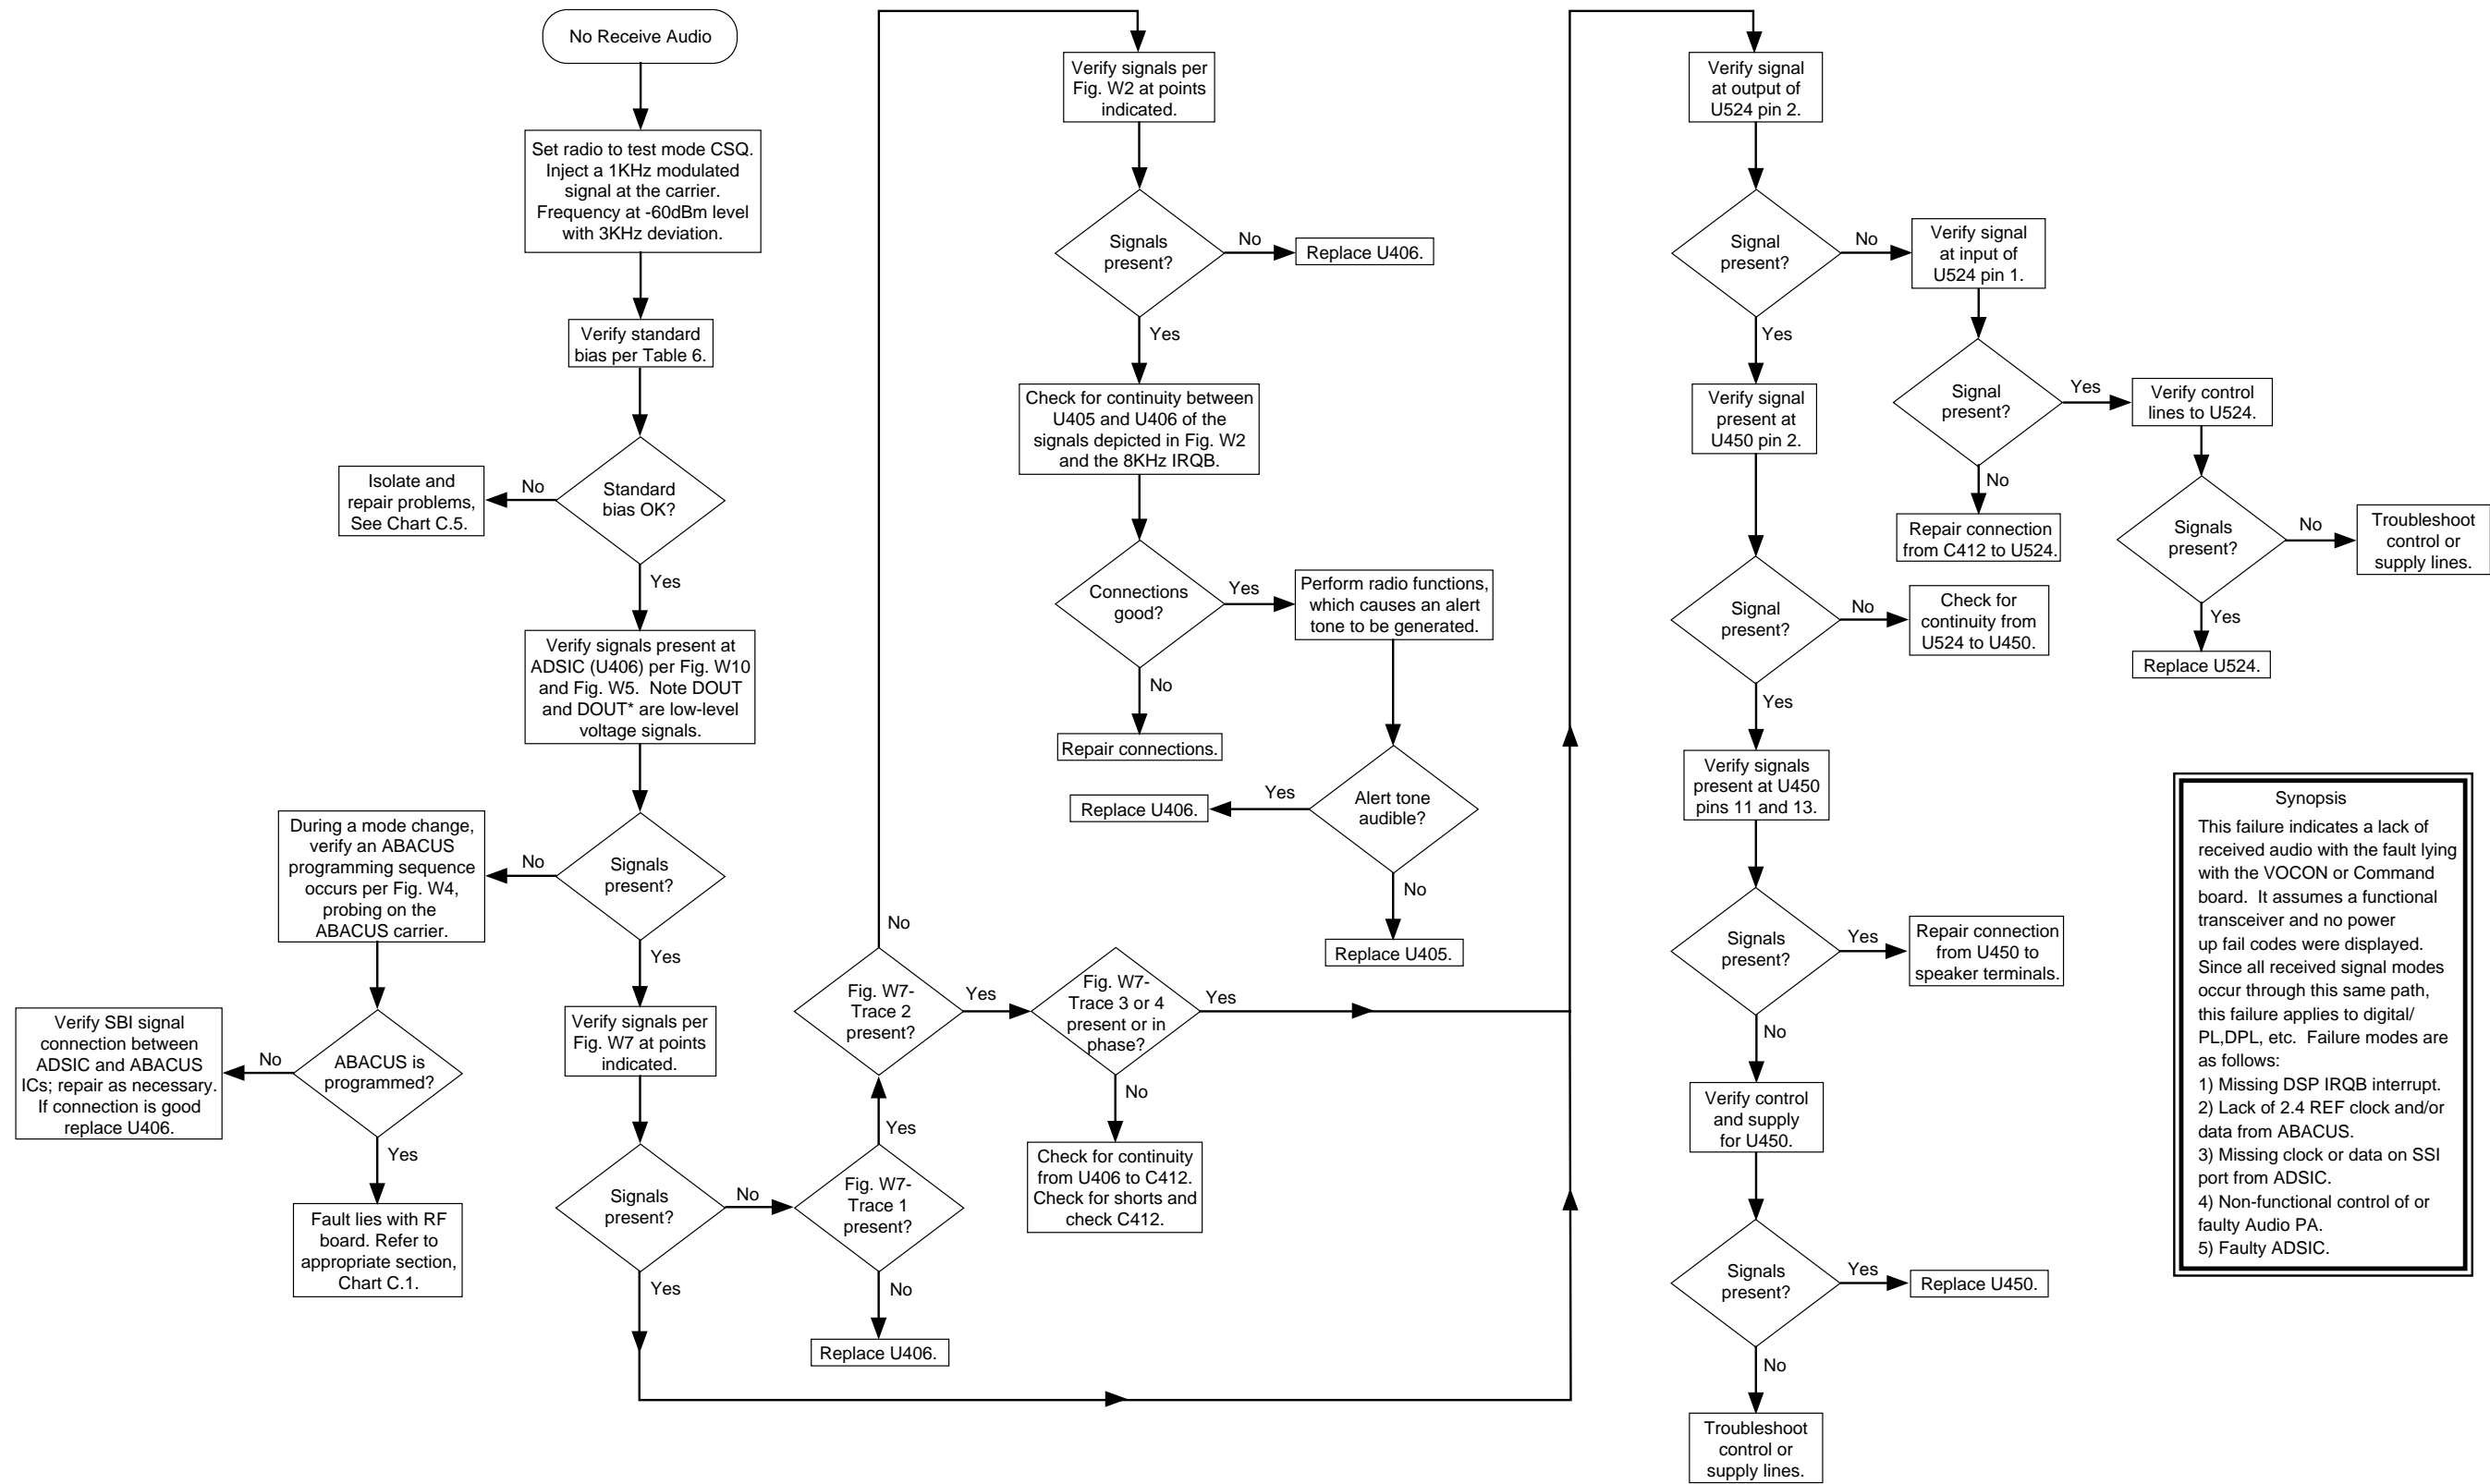 No Receive Audio
Set radio to test mode CSQ.
Inject a 1KHz modulated
signal at the carrier.
Frequency at -60dBm level
with 3KHz deviation.
Verify standard
bias per Table 6.
Standard
bias OK?
No
Isolate and
repair problems,
See Chart C.5.
Yes
Verify signals present at
ADSIC (U406) per Fig. W10
and Fig. W5.  Note DOUT
and DOUT* are low-level
voltage signals.
Signals
present?
No
During a mode change,
verify an ABACUS
programming sequence
occurs per Fig. W4,
probing on the
ABACUS carrier.
ABACUS is
programmed?
No
Verify SBI signal
connection between
ADSIC and ABACUS
ICs; repair as necessary.
If connection is good
replace U406.
Yes
Fault lies with RF
board. Refer to
appropriate section,
Chart C.1.
Yes
Verify signals per
Fig. W7 at points
indicated.
Signals
present?
Yes
No
Fig. W7-
Trace 1
present?
No
Replace U406.
Yes
Fig. W7-
Trace 2
present?
No
Yes
Fig. W7-
Trace 3 or 4
present or in
phase?
Yes
No
Check for continuity
from U406 to C412.
Check for shorts and
check C412.
Verify signals per
Fig. W2 at points
indicated.
Signals
present?
No
Replace U406.
Yes
Check for continuity between
U405 and U406 of the
signals depicted in Fig. W2
and the 8KHz IRQB.
Connections
good?
No
Repair connections.
Yes
Perform radio functions,
which causes an alert
tone to be generated.
Alert tone
audible?
Yes
Replace U406.
No
Replace U405.
Verify signal
at output of
U524 pin 2.
Signal
present?
No
Verify signal
at input of
U524 pin 1.
Signal
present?
No
Repair connection
from C412 to U524.
Yes
Verify control
lines to U524.
Signals
present?
No
Troubleshoot
control or
supply lines.
Yes
Replace U524.
Yes
Verify signal
present at
U450 pin 2.
Signal
present?
No
Check for
continuity from
U524 to U450.
Yes
Verify signals
present at U450
pins 11 and 13.
Signals
present?
Yes
Repair connection
from U450 to
speaker terminals.
No
Verify control
and supply
for U450.
Signals
present?
Yes
Replace U450.
No
Troubleshoot
control or
supply lines.
Synopsis
This failure indicates a lack of
received audio with the fault lying
with the VOCON or Command
board.  It assumes a functional
transceiver and no power
up fail codes were displayed.
Since all received signal modes
occur through this same path,
this failure applies to digital/
PL,DPL, etc.  Failure modes are
as follows:
1) Missing DSP IRQB interrupt.
2) Lack of 2.4 REF clock and/or
data from ABACUS.
3) Missing clock or data on SSI
port from ADSIC.
4) Non-functional control of or
faulty Audio PA.
5) Faulty ADSIC.